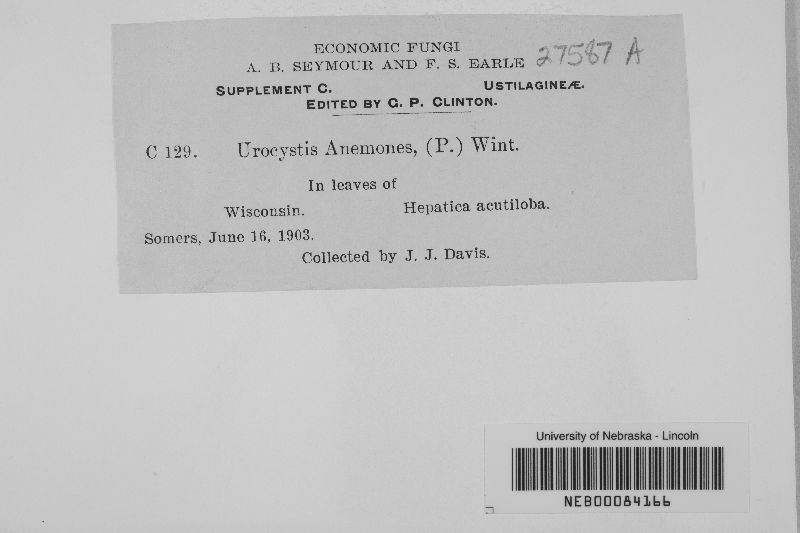 ECONOMIC FUNGI
A. B. SEYMOUR AND F. S. EARLE 27587 A
SUPPLEMENT C. USTILAGINEÆ.
EDITED BY G. P. CLINTON.
C 129. Urocystis Anemones, (P.) Wint.
In leaves of
Wisconsin. Hepatica acutiloba.
Somers, June 16, 1903.
Collected by J. J. Davis.
University of Nebraska - Lincoln
NEB00084166